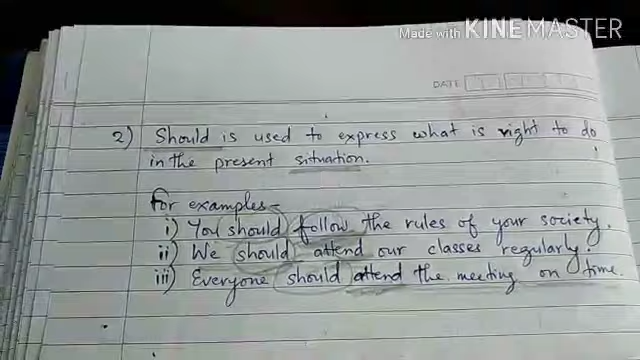 Made with KINEMASTER
DATE
2) Should is used to express what is right to do
in the present situation.
for examples-
i) You should follow the rules of your society.
ii) We should attend our classes regularly.
iii) Everyone should attend the meeting on time.